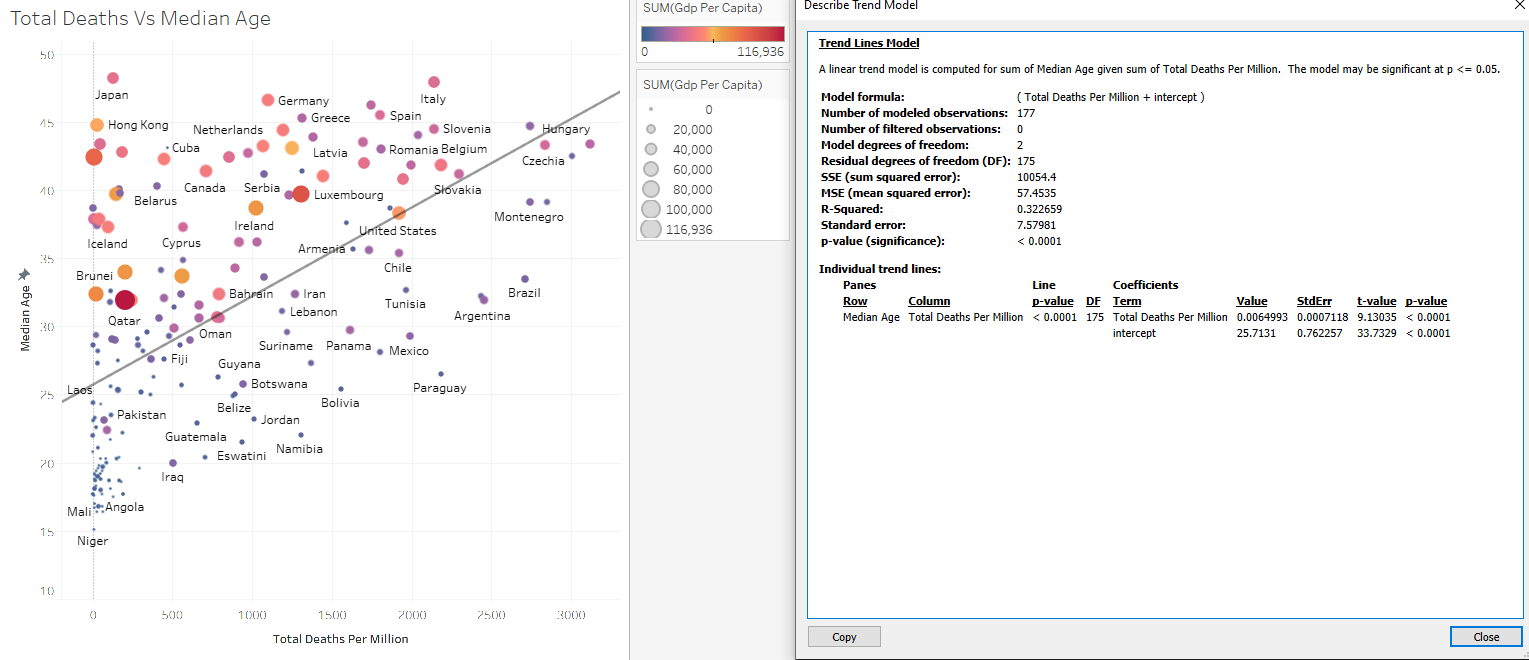 Total Deaths Vs Median Age
50
45
40
35
30
25
20
15
10
Median Age
Japan
Italy
Germany
Hong Kong
Greece
Spain
Netherlands
Slovenia
Hungary
Cuba
Latvia
Romania Belgium
Czechia
Canada
Serbia
Luxembourg
Slovakia
Belarus
Montenegro
Ireland
United States
Iceland
Cyprus
Armenia
Chile
Brunei
Bahrain
Iran
Brazil
Tunisia
Lebanon
Argentina
Qatar
Oman
Suriname
Panama
Mexico
Fiji
Guyana
Laos
Botswana
Paraguay
Bolivia
Pakistan
Belize
Jordan
Guatemala
Namibia
Eswatini
Iraq
Mali
Angola
Niger
0
500
1000
1500
2000
2500
3000
Total Deaths Per Million
SUM(Gdp Per Capita)
0 116,936
SUM(Gdp Per Capita)
0
20,000
40,000
60,000
80,000
100,000
116,936
Describe Trend Model
Trend Lines Model
A linear trend model is computed for sum of Median Age given sum of Total Deaths Per Million. The model may be significant at p <= 0.05.
Model formula: ( Total Deaths Per Million + intercept )
Number of modeled observations: 177
Number of filtered observations: 0
Model degrees of freedom: 2
Residual degrees of freedom (DF): 175
SSE (sum squared error): 10054.4
MSE (mean squared error): 57.4535
R-Squared: 0.322659
Standard error: 7.57981
p-value (significance): < 0.0001
Individual trend lines:
Panes Line Coefficients
Row Column p-value DF Term Value StdErr t-value p-value
Median Age Total Deaths Per Million < 0.0001 175 Total Deaths Per Million 0.0064993 0.0007118 9.13035 < 0.0001
intercept 25.7131 0.762257 33.7329 < 0.0001
Copy
Close